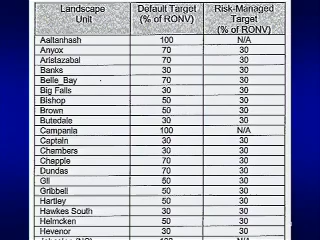 Landscape Unit Default Target (% of RONV) Risk-Managed Target (% of RONV)
Aaltanhash 100 N/A
Anyox 70 30
Aristazabal 70 30
Banks 30 30
Belle_Bay 70 30
Big Falls 30 30
Bishop 50 30
Brown 50 30
Butedale 30 30
Campania 100 N/A
Captain 30 30
Chambers 30 30
Chapple 70 30
Dundas 70 30
Gil 50 30
Gribbell 50 30
Hartley 50 30
Hawkes South 30 30
Helmcken 50 30
Hevenor 30 30